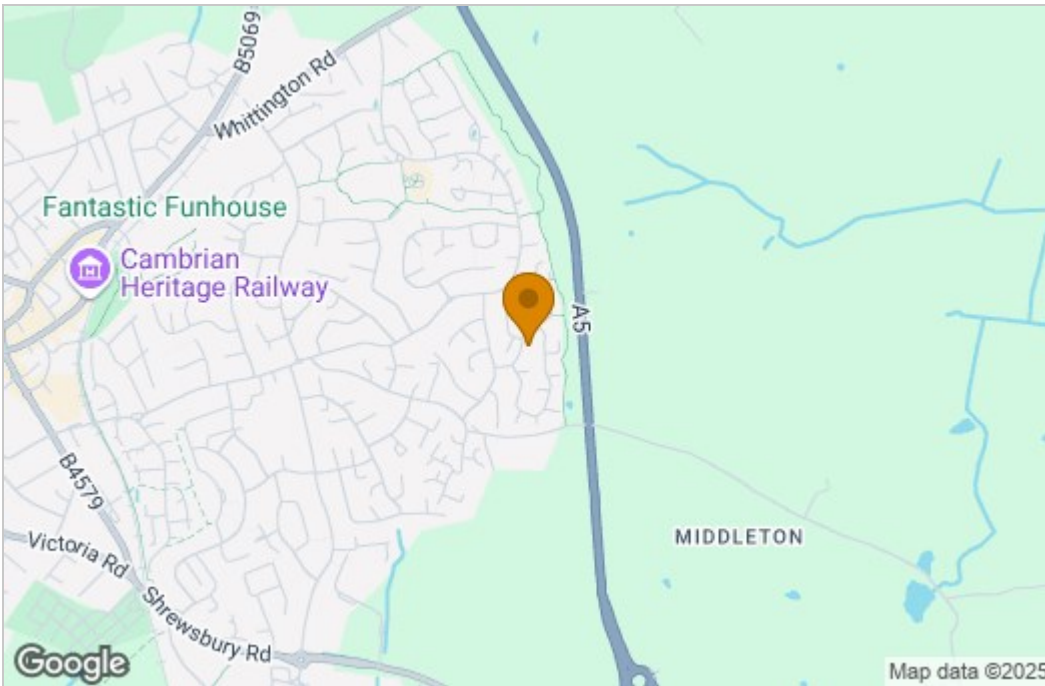 B5069
Whittington Rd
Fantastic Funhouse
Cambrian
Heritage Railway
A5
B4579
MIDDLETON
Victoria Rd
Shrewsbury Rd
Google
Map data ©2025